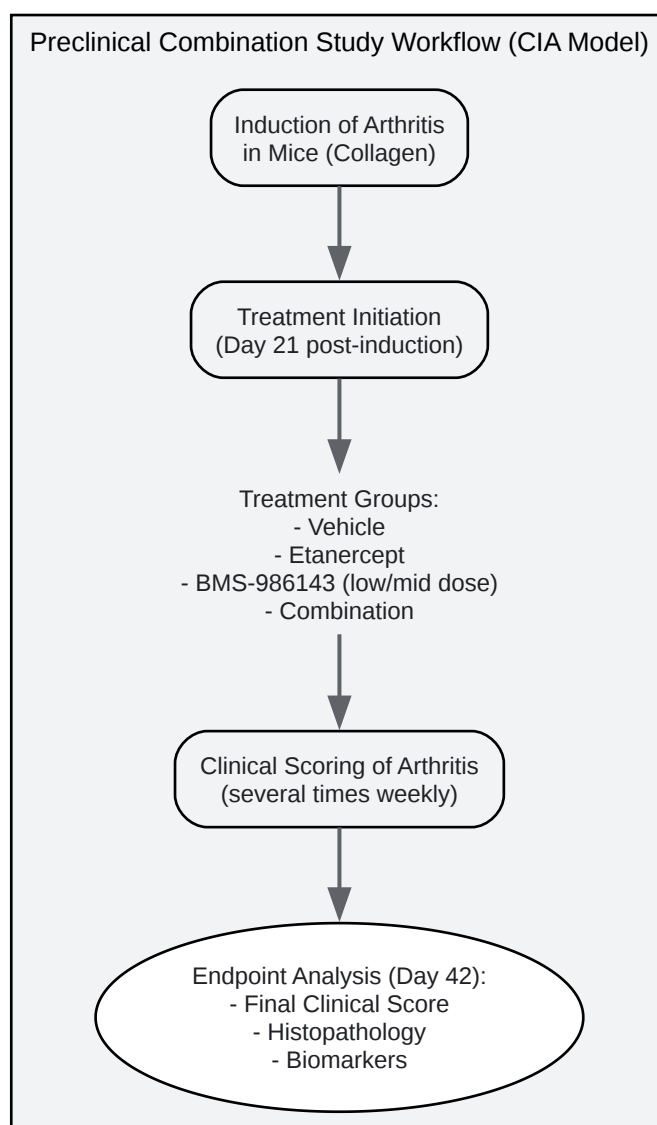 Preclinical Combination Study Workflow (CIA Model)
Induction of Arthritis
in Mice (Collagen)
Treatment Initiation
(Day 21 post-induction)
Treatment Groups:
- Vehicle
- Etanercept
- BMS-986143 (low/mid dose)
- Combination
Clinical Scoring of Arthritis
(several times weekly)
Endpoint Analysis (Day 42):
- Final Clinical Score
- Histopathology
- Biomarkers